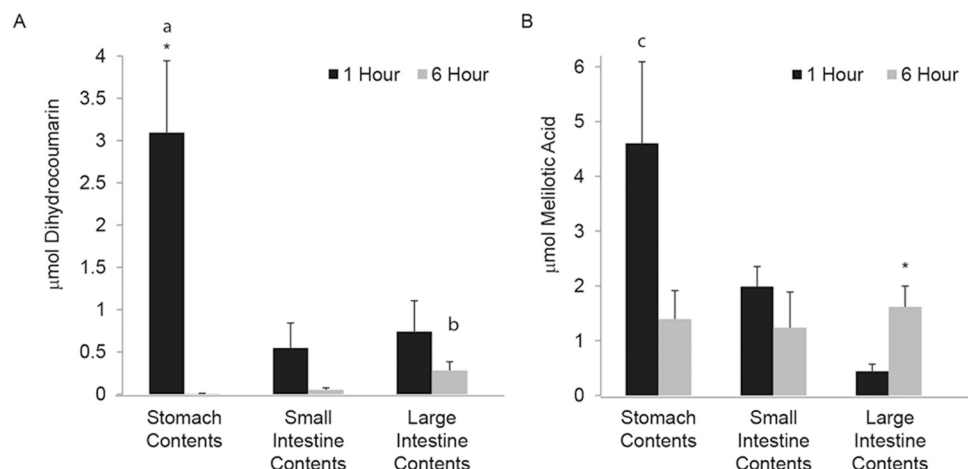 A
a
*
4
3.5
3
2.5
2
1.5
1
0.5
0
μmol Dihydrocoumarin
1 Hour
6 Hour
b
Stomach
Contents
Small
Intestine
Contents
Large
Intestine
Contents
B
c
6
5
4
3
2
1
0
μmol Melilotic Acid
1 Hour
6 Hour
*
Stomach
Contents
Small
Intestine
Contents
Large
Intestine
Contents